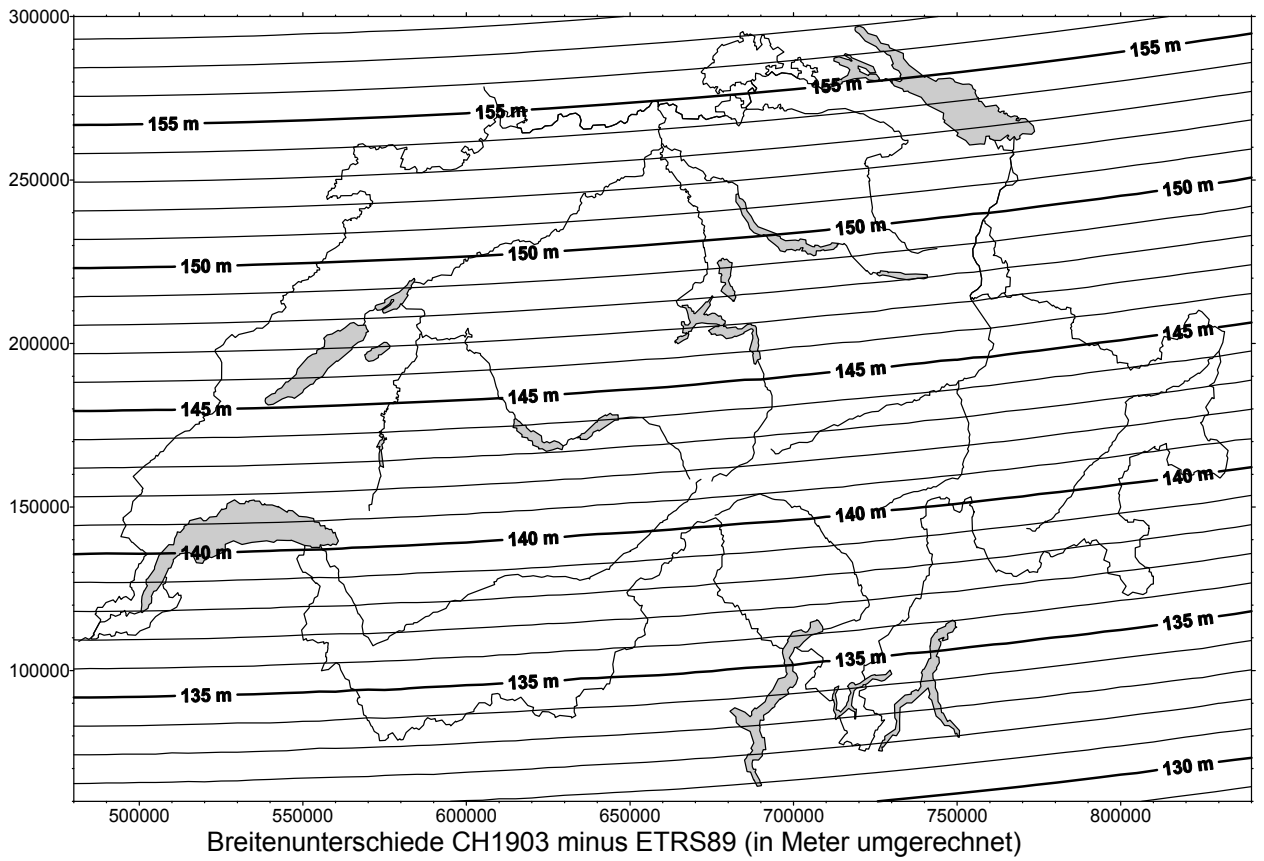 300000
155 m
155 m
155 m
155 m
250000
150 m
150 m
150 m
150 m
200000
145 m
145 m
145 m
145 m
150000
140 m
140 m
140 m
140 m
100000
135 m
135 m
135 m
135 m
130 m
500000 550000 600000 650000 700000 750000 800000
Breitenunterschiede CH1903 minus ETRS89 (in Meter umgerechnet)